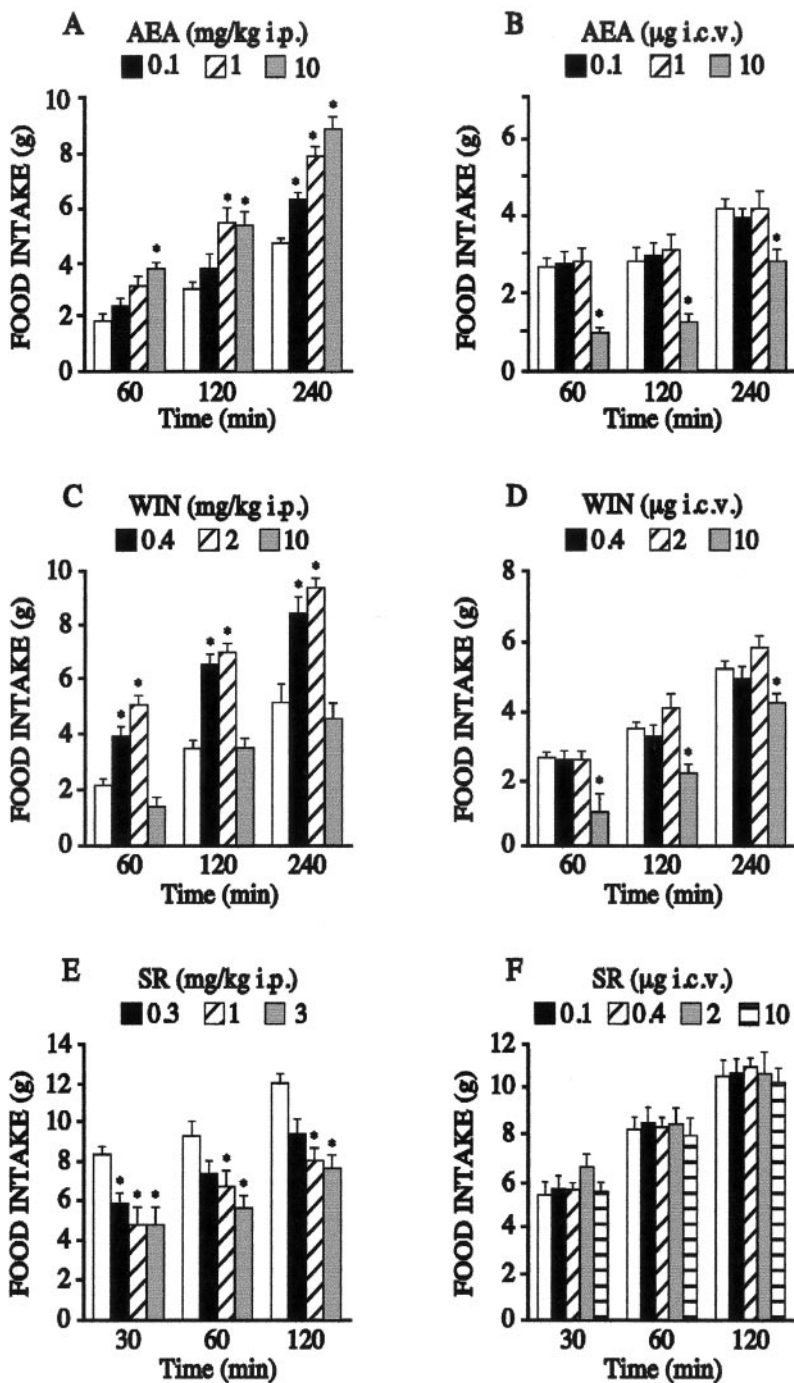 A
AEA (mg/kg i.p.)
0.1 1 10
FOOD INTAKE (g)
10
8
6
4
2
0
60 120 240
Time (min)
B
AEA (µg i.c.v.)
0.1 1 10
FOOD INTAKE (g)
6
4
2
0
60 120 240
Time (min)
C
WIN (mg/kg i.p.)
0.4 2 10
FOOD INTAKE (g)
10
8
6
4
2
0
60 120 240
Time (min)
D
WIN (µg i.c.v.)
0.4 2 10
FOOD INTAKE (g)
8
6
4
2
0
60 120 240
Time (min)
E
SR (mg/kg i.p.)
0.3 1 3
FOOD INTAKE (g)
14
12
10
8
6
4
2
0
30 60 120
Time (min)
F
SR (µg i.c.v.)
0.1 0.4 2 10
FOOD INTAKE (g)
12
10
8
6
4
2
0
30 60 120
Time (min)